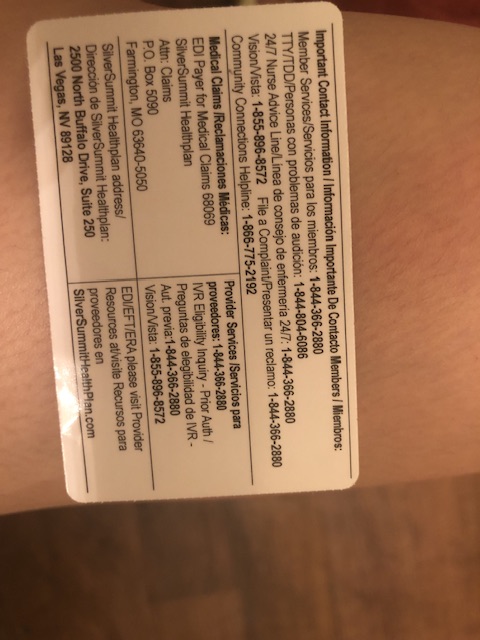 Important Contact Information / Información Importante De Contacto Members / Miembros:
Member Services/Servicios para los miembros: 1-844-366-2880
TTY/TDD/Personas con problemas de audición: 1-844-804-6086
24/7 Nurse Advice Line/Línea de consejo de enfermería 24/7: 1-844-366-2880
Vision/Vista: 1-855-896-8572 File a Complaint/Presentar un reclamo: 1-844-366-2880
Community Connections Helpline: 1-866-775-2192
Medical Claims /Reclamaciones Médicas:
EDI Payer for Medical Claims 68069
SilverSummit Healthplan
Attn: Claims
P.O. Box 5090
Farmington, MO 63640-5050
SilverSummit Healthplan address/
Dirección de SilverSummit Healthplan:
2500 North Buffalo Drive, Suite 250
Las Vegas, NV 89128
Provider Services /Servicios para
proveedores: 1-844-366-2880
IVR Eligibility Inquiry - Prior Auth /
Preguntas de elegibilidad de IVR -
Aut. previa:1-844-366-2880
Vision/Vista: 1-855-896-8572
EDI/EFT/ERA please visit Provider
Resources at/visite Recursos para
proveedores en
SilverSummitHealthPlan.com